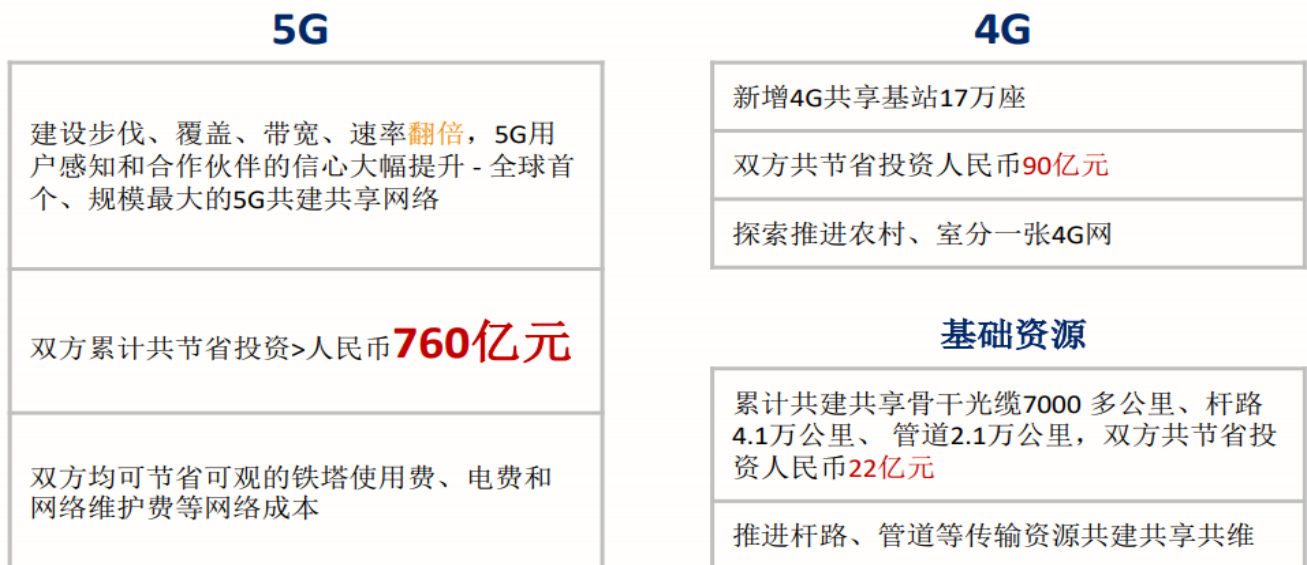 5G
建设步伐、覆盖、带宽、速率翻倍，5G用
户感知和合作伙伴的信心大幅提升 - 全球首
个、规模最大的5G共建共享网络
双方累计共节省投资>人民币760亿元
双方均可节省可观的铁塔使用费、电费和
网络维护费等网络成本
4G
新增4G共享基站17万座
双方共节省投资人民币90亿元
探索推进农村、室分一张4G网
基础资源
累计共建共享骨干光缆7000 多公里、杆路
4.1万公里、 管道2.1万公里，双方共节省投
资人民币22亿元
推进杆路、管道等传输资源共建共享共维